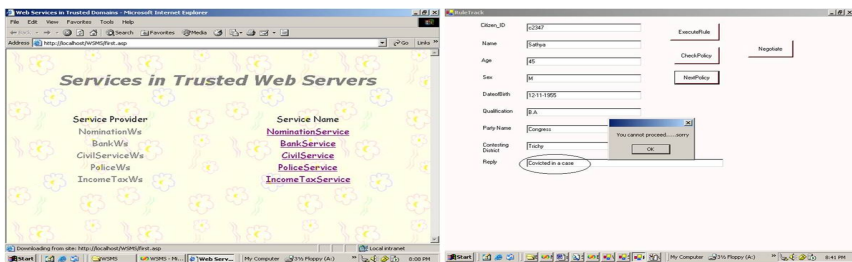 Web Services in Trusted Domains - Microsoft Internet Explorer
File Edit View Favorites Tools Help
Back Search Favorites Media
Address http://localhost/WSMS/first.asp Go Links
Services in Trusted Web Servers
Service Provider Service Name
NominationWs NominationService
BankWs BankService
CivilServiceWs CivilService
PoliceWs PoliceService
IncomeTaxWs IncomeTaxService
Downloading from site: http://localhost/WSMS/first.asp Local intranet
Start WSMS WSMS - Mi... Web Serv... My Computer 3½ Floppy (A:) 8:08 PM
RuleTrack
Citizen_ID c2347 ExecuteRule
Name Sathya CheckPolicy Negotiate
Age 45
Sex M NextPolicy
DateofBirth 12-11-1955
Qualification B.A
Party Name Congress
You cannot proceed......sorry
OK
Contesting District Trichy
Reply Covicted in a case
Start My Computer 3½ Floppy (A:) 8:41 PM